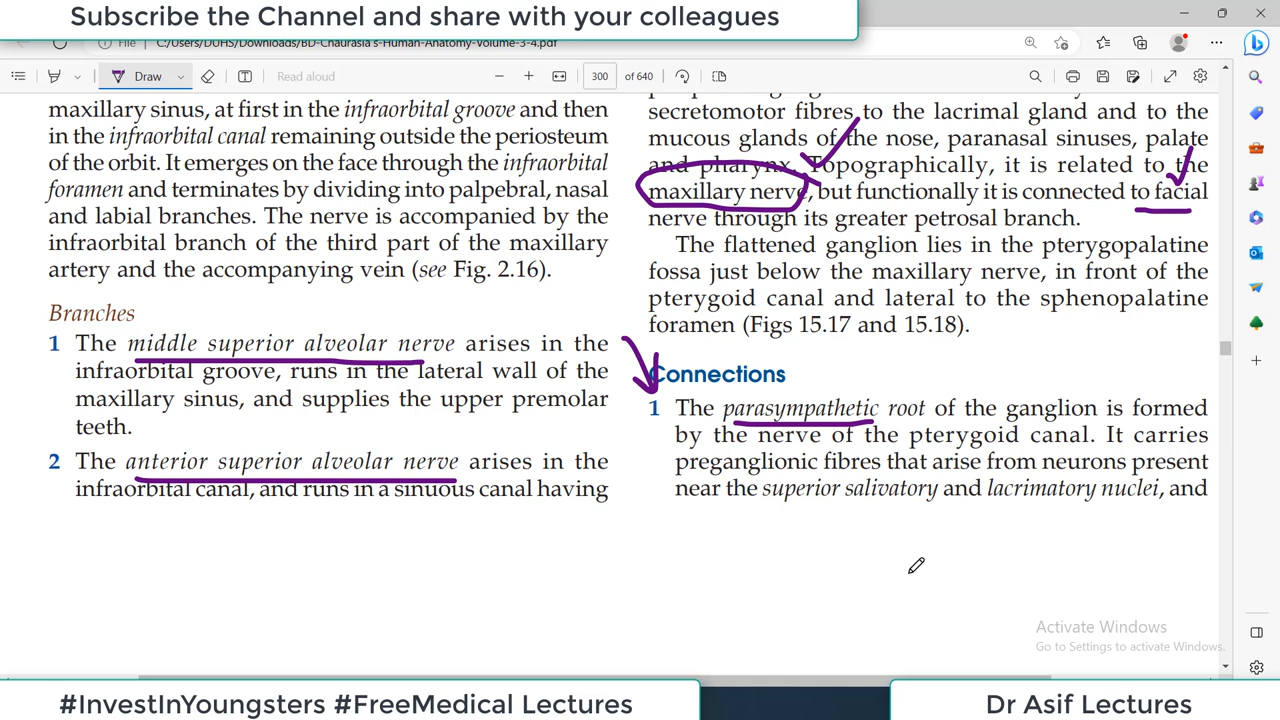 Subscribe the Channel and share with your colleagues
File
C:/Users/DUHS/Downloads/BD-Chaurasia's-Human-Anatomy-Volume-3-4.pdf
Draw
Read aloud
300 of 640
maxillary sinus, at first in the infraorbital groove and then
in the infraorbital canal remaining outside the periosteum
of the orbit. It emerges on the face through the infraorbital
foramen and terminates by dividing into palpebral, nasal
and labial branches. The nerve is accompanied by the
infraorbital branch of the third part of the maxillary
artery and the accompanying vein (see Fig. 2.16).
Branches
1 The middle superior alveolar nerve arises in the
infraorbital groove, runs in the lateral wall of the
maxillary sinus, and supplies the upper premolar
teeth.
2 The anterior superior alveolar nerve arises in the
infraorbital canal, and runs in a sinuous canal having
secretomotor fibres to the lacrimal gland and to the
mucous glands of the nose, paranasal sinuses, palate
and pharynx. Topographically, it is related to the
maxillary nerve, but functionally it is connected to facial
nerve through its greater petrosal branch.
The flattened ganglion lies in the pterygopalatine
fossa just below the maxillary nerve, in front of the
pterygoid canal and lateral to the sphenopalatine
foramen (Figs 15.17 and 15.18).
Connections
1 The parasympathetic root of the ganglion is formed
by the nerve of the pterygoid canal. It carries
preganglionic fibres that arise from neurons present
near the superior salivatory and lacrimatory nuclei, and
Activate Windows
Go to Settings to activate Windows.
#InvestInYoungsters #FreeMedical Lectures
Dr Asif Lectures